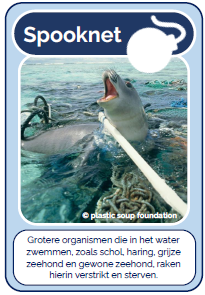 Spooknet
© plastic soup foundation
Grotere organismen die in het water
zwemmen, zoals schol, haring, grijze
zeehond en gewone zeehond, raken
hierin verstrikt en sterven.